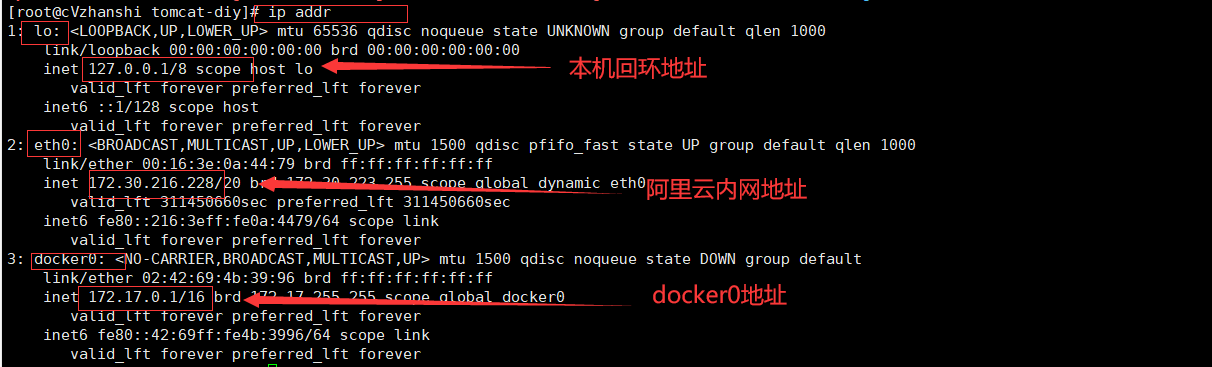 [root@cVzhanshi tomcat-diy]# ip addr
1: lo: <LOOPBACK,UP,LOWER_UP> mtu 65536 qdisc noqueue state UNKNOWN group default qlen 1000
link/loopback 00:00:00:00:00:00 brd 00:00:00:00:00:00
inet 127.0.0.1/8 scope host lo 本机回环地址
valid_lft forever preferred_lft forever
inet6 ::1/128 scope host
valid_lft forever preferred_lft forever
2: eth0: <BROADCAST,MULTICAST,UP,LOWER_UP> mtu 1500 qdisc pfifo_fast state UP group default qlen 1000
link/ether 00:16:3e:0a:44:79 brd ff:ff:ff:ff:ff:ff
inet 172.30.216.228/20 brd 172.30.223.255 scope global dynamic eth0 阿里云内网地址
valid_lft 311450660sec preferred_lft 311450660sec
inet6 fe80::216:3eff:fe0a:4479/64 scope link
valid_lft forever preferred_lft forever
3: docker0: <NO-CARRIER,BROADCAST,MULTICAST,UP> mtu 1500 qdisc noqueue state DOWN group default
link/ether 02:42:69:4b:39:96 brd ff:ff:ff:ff:ff:ff
inet 172.17.0.1/16 brd 172.17.255.255 scope global docker0 docker0地址
valid_lft forever preferred_lft forever
inet6 fe80::42:69ff:fe4b:3996/64 scope link
valid_lft forever preferred_lft forever